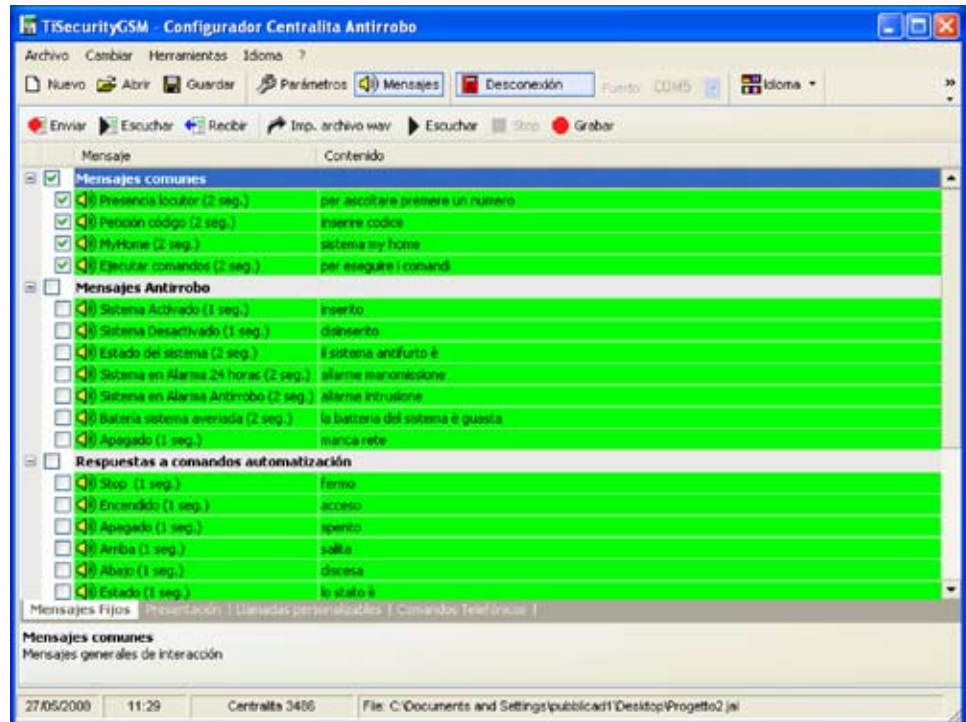 TiSecurityGSM - Configurador Centralita Antirrobo
Archivo Cambiar Herramientas Idioma ?
Nuevo Abrir Guardar Parámetros Mensajes Desconexión Puerto COM5 Idioma
Enviar Escuchar Recibir Imp. archivo wav Escuchar Stop Grabar
Mensaje Contenido
Mensajes comunes
Presencia locutor (2 seg.) per ascoltare premere un numero
Petición código (2 seg.) inserire codice
MyHome (2 seg.) sistema my home
Ejecutar comandos (2 seg.) per eseguire i comandi
Mensajes Antirrobo
Sistema Activado (1 seg.) inserito
Sistema Desactivado (1 seg.) disinserito
Estado del sistema (2 seg.) il sistema antifurto è
Sistema en Alarma 24 horas (2 seg.) allarme manomissione
Sistema en Alarma Antirrobo (2 seg.) allarme intrusione
Batería sistema averiada (2 seg.) la batteria del sistema è guasta
Apagado (1 seg.) manca rete
Respuestas a comandos automatización
Stop (1 seg.) fermo
Encendido (1 seg.) acceso
Apagado (1 seg.) spento
Arriba (1 seg.) salita
Abajo (1 seg.) discesa
Estado (1 seg.) lo stato è
Mensajes Fijos Presentación | Llamadas personalizables | Comandos Telefónicos |
Mensajes comunes
Mensajes generales de interacción
27/05/2008 11:29 Centralita 3486 File: C:\Documents and Settings\pubblicad1\Desktop\Progetto2.jai